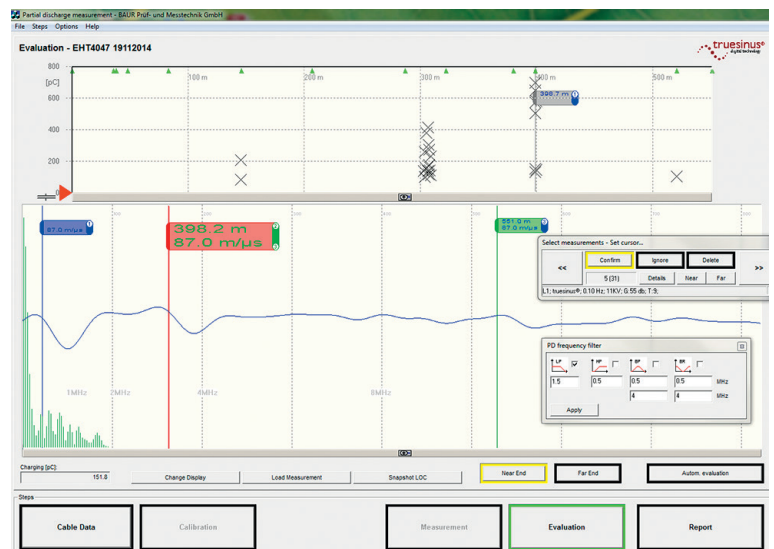 Partial discharge measurement - BAUR Prüf- und Messtechnik GmbH
File Steps Options Help
Evaluation - EHT4047 19112014
truesinus®
digital technology
800
[pC]
600
400
200
0
100 m
200 m
300 m
400 m
500 m
398.7 m
87.0 m/µs
398.2 m
87.0 m/µs
551.0 m
87.0 m/µs
1MHz
2MHz
4MHz
8MHz
Select measurements - Set cursor...
<<
Confirm
Ignore
Delete
>>
5 (31)
Details
Near
Far
L1; truesinus®; 0.10 Hz; 11KV; G:55 db; T:9;
PD frequency filter
LP
HP
BP
BR
1.5
0.5
0.5
0.5
MHz
4
4
MHz
Apply
Charging [pC]:
151.8
Change Display
Load Measurement
Snapshot LOC
Near End
Far End
Autom. evaluation
Steps
Cable Data
Calibration
Measurement
Evaluation
Report